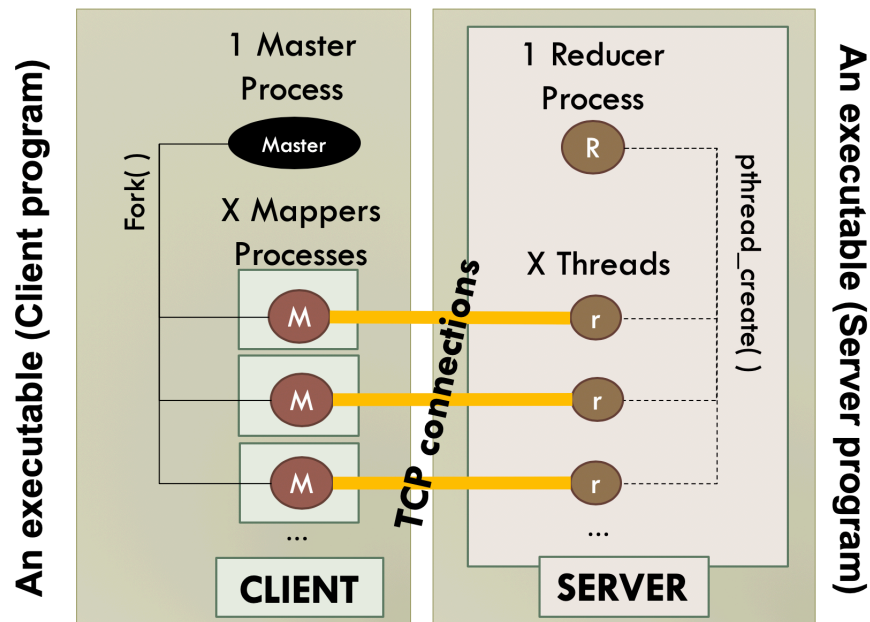 An executable (Client program)
1 Master
Process
Master
Fork( )
X Mappers
Processes
M
M
M
...
CLIENT
TCP connections
1 Reducer
Process
R
pthread_create( )
X Threads
r
r
r
...
SERVER
An executable (Server program)